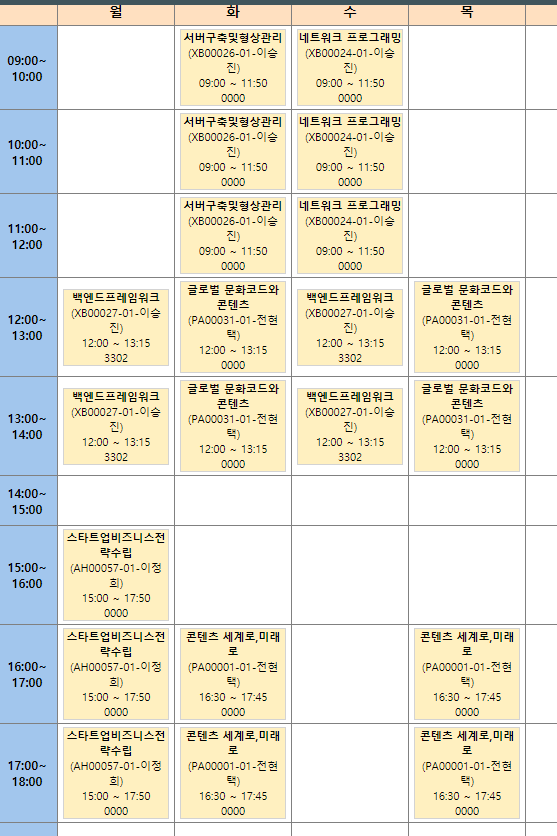 월 화 수 목
09:00~
10:00
서버구축및형상관리
(XB00026-01-이승
진)
09:00 ~ 11:50
0000
네트워크 프로그래밍
(XB00024-01-이승
진)
09:00 ~ 11:50
0000
10:00~
11:00
서버구축및형상관리
(XB00026-01-이승
진)
09:00 ~ 11:50
0000
네트워크 프로그래밍
(XB00024-01-이승
진)
09:00 ~ 11:50
0000
11:00~
12:00
서버구축및형상관리
(XB00026-01-이승
진)
09:00 ~ 11:50
0000
네트워크 프로그래밍
(XB00024-01-이승
진)
09:00 ~ 11:50
0000
12:00~
13:00
백엔드프레임워크
(XB00027-01-이승
진)
12:00 ~ 13:15
3302
글로벌 문화코드와
콘텐츠
(PA00031-01-전현
택)
12:00 ~ 13:15
0000
백엔드프레임워크
(XB00027-01-이승
진)
12:00 ~ 13:15
3302
글로벌 문화코드와
콘텐츠
(PA00031-01-전현
택)
12:00 ~ 13:15
0000
13:00~
14:00
백엔드프레임워크
(XB00027-01-이승
진)
12:00 ~ 13:15
3302
글로벌 문화코드와
콘텐츠
(PA00031-01-전현
택)
12:00 ~ 13:15
0000
백엔드프레임워크
(XB00027-01-이승
진)
12:00 ~ 13:15
3302
글로벌 문화코드와
콘텐츠
(PA00031-01-전현
택)
12:00 ~ 13:15
0000
14:00~
15:00
15:00~
16:00
스타트업비즈니스전
략수립
(AH00057-01-이정
희)
15:00 ~ 17:50
0000
16:00~
17:00
스타트업비즈니스전
략수립
(AH00057-01-이정
희)
15:00 ~ 17:50
0000
콘텐츠 세계로,미래
로
(PA00001-01-전현
택)
16:30 ~ 17:45
0000
콘텐츠 세계로,미래
로
(PA00001-01-전현
택)
16:30 ~ 17:45
0000
17:00~
18:00
스타트업비즈니스전
략수립
(AH00057-01-이정
희)
15:00 ~ 17:50
0000
콘텐츠 세계로,미래
로
(PA00001-01-전현
택)
16:30 ~ 17:45
0000
콘텐츠 세계로,미래
로
(PA00001-01-전현
택)
16:30 ~ 17:45
0000